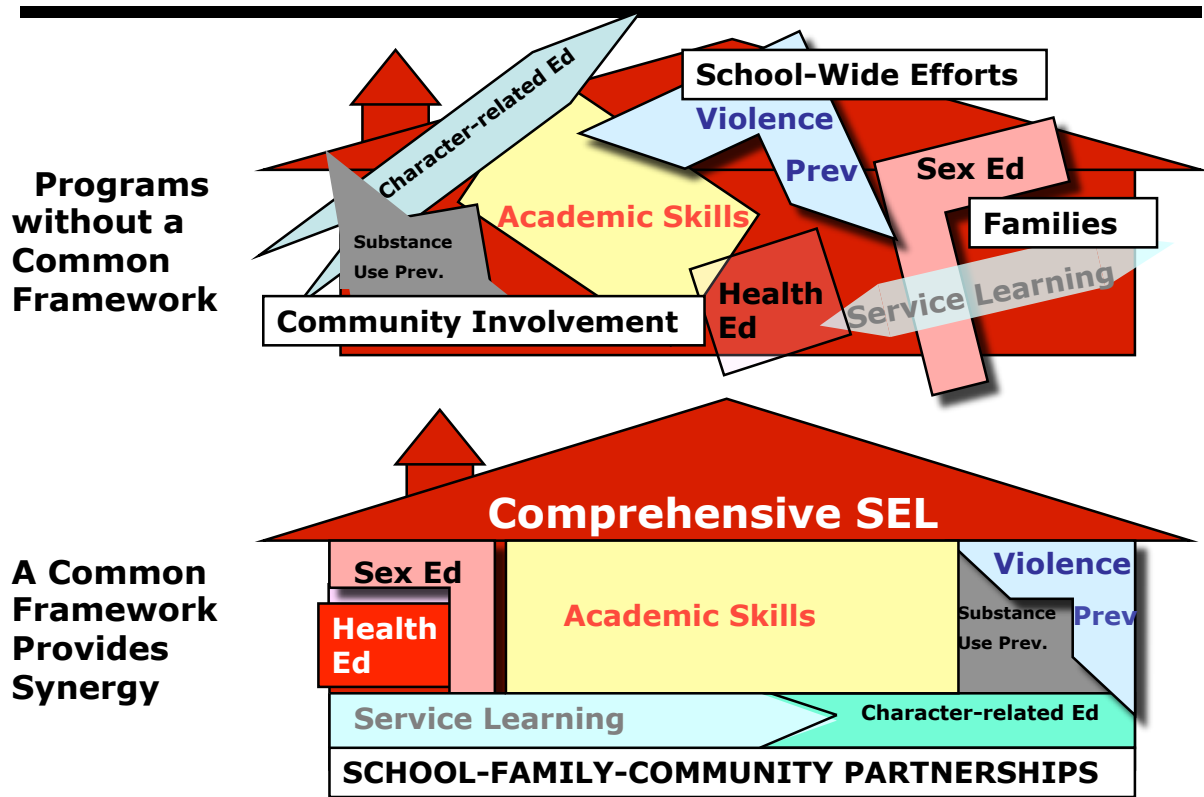 Programs
without a
Common
Framework
Character-related Ed
School-Wide Efforts
Violence
Prev
Sex Ed
Families
Academic Skills
Substance
Use Prev.
Health
Ed
Service Learning
Community Involvement
A Common
Framework
Provides
Synergy
Comprehensive SEL
Sex Ed
Health
Ed
Academic Skills
Violence
Prev
Substance
Use Prev.
Service Learning
Character-related Ed
SCHOOL-FAMILY-COMMUNITY PARTNERSHIPS